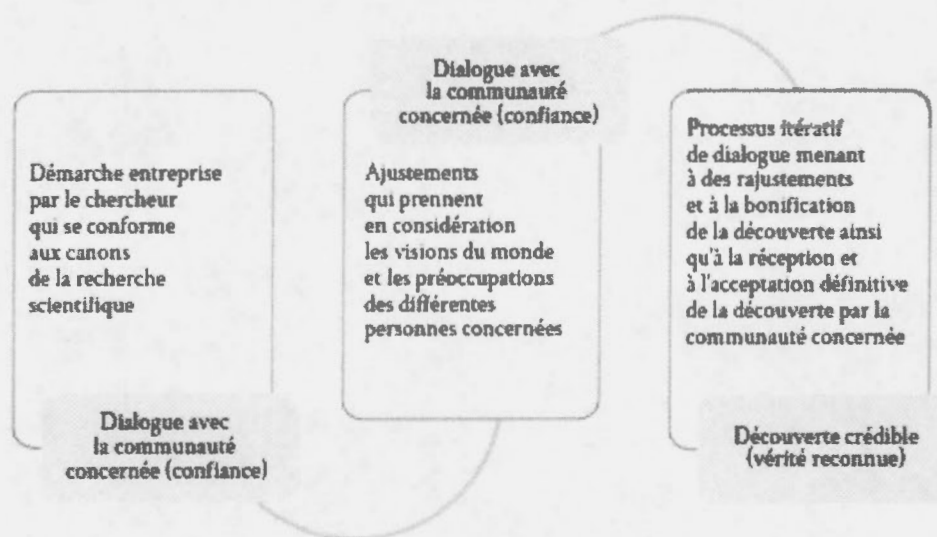 Démarche entreprise
par le chercheur
qui se conforme
aux canons
de la recherche
scientifique
Dialogue avec
la communauté
concernée (confiance)
Dialogue avec
la communauté
concernée (confiance)
Ajustements
qui prennent
en considération
les visions du monde
et les préoccupations
des différentes
personnes concernées
Processus itératif
de dialogue menant
à des rajustements
et à la bonification
de la découverte ainsi
qu'à la réception et
à l'acceptation définitive
de la découverte par la
communauté concernée
Découverte crédible
(vérité reconnue)